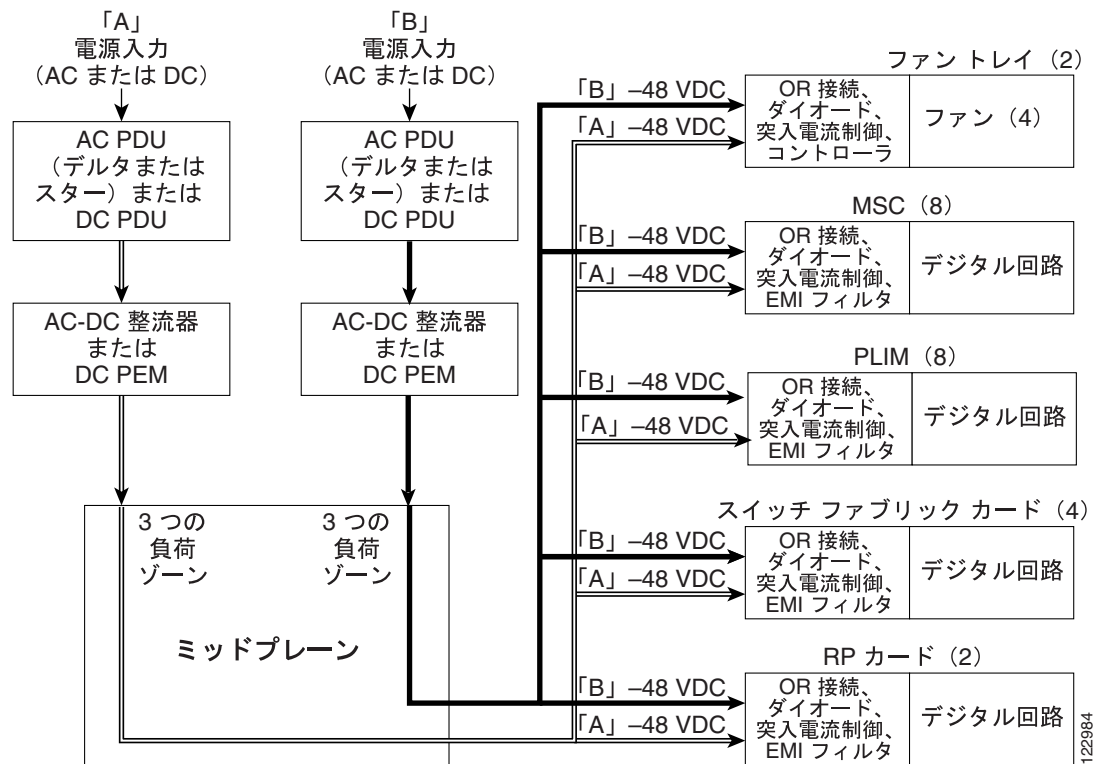 「A」
電源入力
(AC または DC)
「B」
電源入力
(AC または DC)
AC PDU
(デルタまたは
スター)または
DC PDU
AC PDU
(デルタまたは
スター)または
DC PDU
AC-DC 整流器
または
DC PEM
AC-DC 整流器
または
DC PEM
3 つの
負荷
ゾーン
3 つの
負荷
ゾーン
ミッドプレーン
ファン トレイ(2)
「B」–48 VDC
「A」–48 VDC
OR 接続、
ダイオード、
突入電流制御、
コントローラ
ファン(4)
MSC(8)
「B」–48 VDC
「A」–48 VDC
OR 接続、
ダイオード、
突入電流制御、
EMI フィルタ
デジタル回路
PLIM(8)
「B」–48 VDC
「A」–48 VDC
OR 接続、
ダイオード、
突入電流制御、
EMI フィルタ
デジタル回路
スイッチ ファブリック カード(4)
「B」–48 VDC
「A」–48 VDC
OR 接続、
ダイオード、
突入電流制御、
EMI フィルタ
デジタル回路
RP カード(2)
「B」–48 VDC
「A」–48 VDC
OR 接続、
ダイオード、
突入電流制御、
EMI フィルタ
デジタル回路
122984